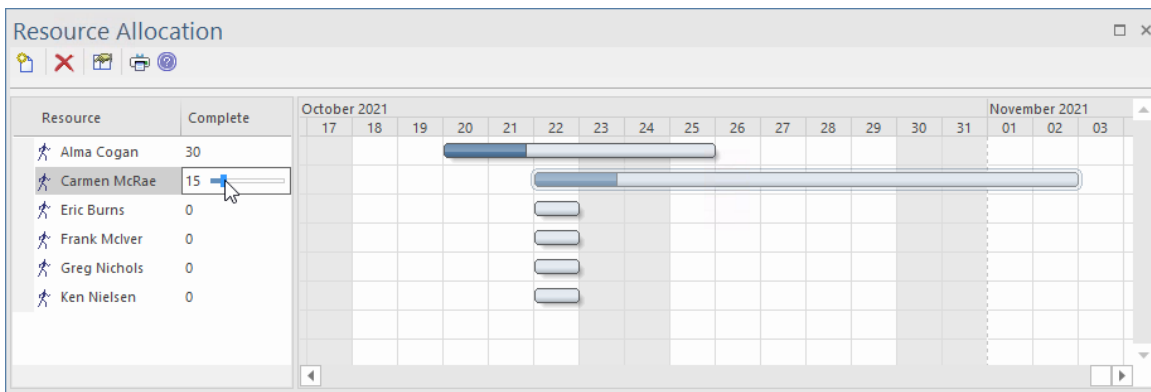 Resource Allocation
Resource Complete
October 2021 November 2021
17 18 19 20 21 22 23 24 25 26 27 28 29 30 31 01 02 03
Alma Cogan 30
Carmen McRae 15
Eric Burns 0
Frank McIver 0
Greg Nichols 0
Ken Nielsen 0